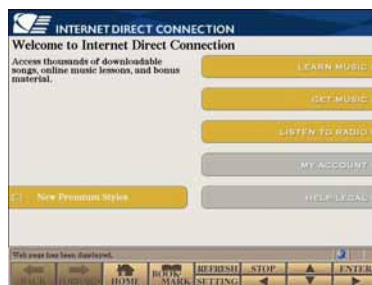 INTERNET DIRECT CONNECTION
Welcome to Internet Direct Connection
Access thousands of downloadable
songs, online music lessons, and bonus
material.
LEARN MUSIC
GET MUSIC
LISTEN TO RADIO
MY ACCOUNT
New Premium Styles
HELP/LEGAL
Web page has been displayed.
BACK FORWARD HOME BOOK MARK REFRESH STOP ENTER
SETTING